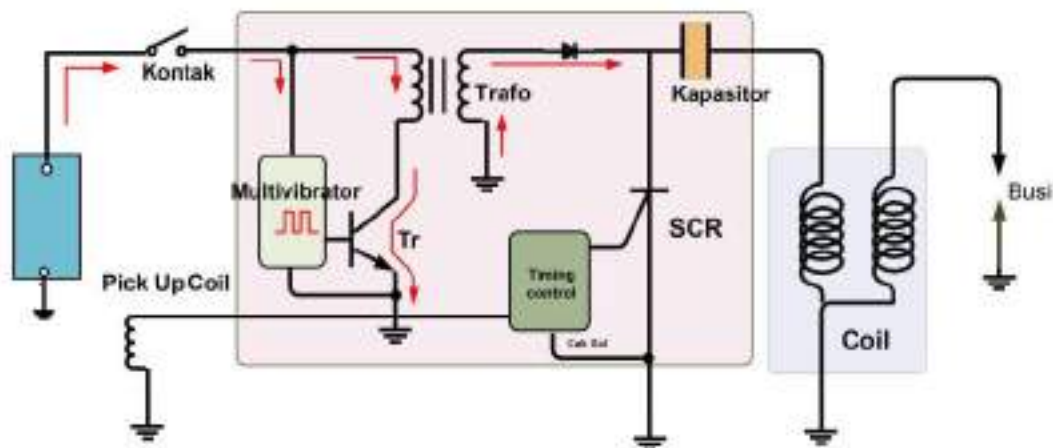 Kontak
Trafo
Kapasitor
Multivibrator
Tr
Busi
SCR
Pick Up Coil
Timing
control
Coil